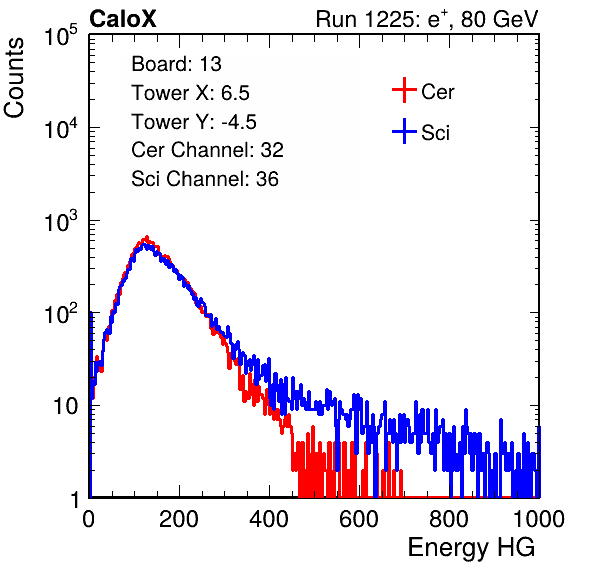 CaloX Run 1225: e⁺, 80 GeV
Counts
Board: 13
Tower X: 6.5
Tower Y: -4.5
Cer Channel: 32
Sci Channel: 36
Cer
Sci
10⁵
10⁴
10³
10²
10
1
0 200 400 600 800 1000
Energy HG